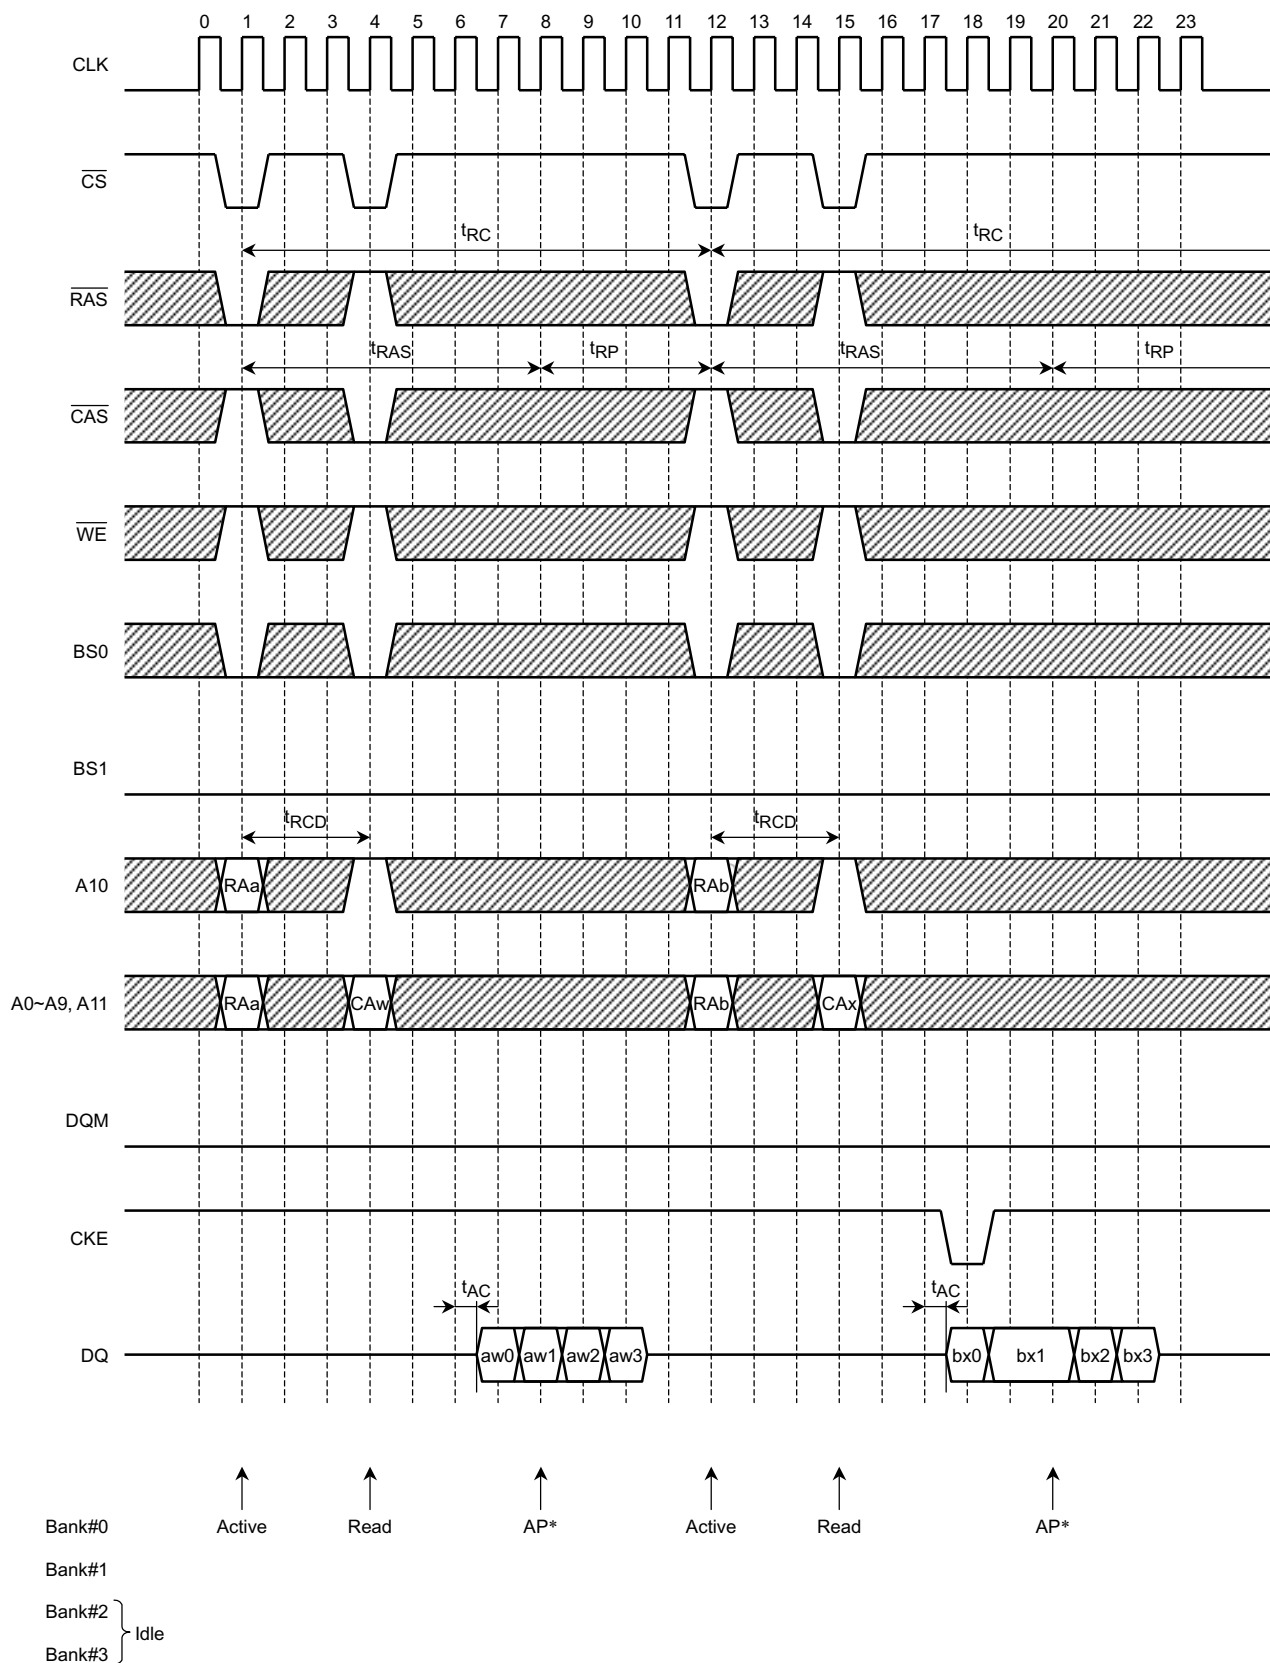 0 1 2 3 4 5 6 7 8 9 10 11 12 13 14 15 16 17 18 19 20 21 22 23
CLK
CS
tRC tRC
RAS
tRAS tRP tRAS tRP
CAS
WE
BS0
BS1
tRCD tRCD
A10 RAa RAb
A0~A9, A11 RAa CAw RAb CAx
DQM
CKE
tAC tAC
DQ aw0 aw1 aw2 aw3 bx0 bx1 bx2 bx3
Bank#0 Active Read AP* Active Read AP*
Bank#1
Bank#2
Idle
Bank#3